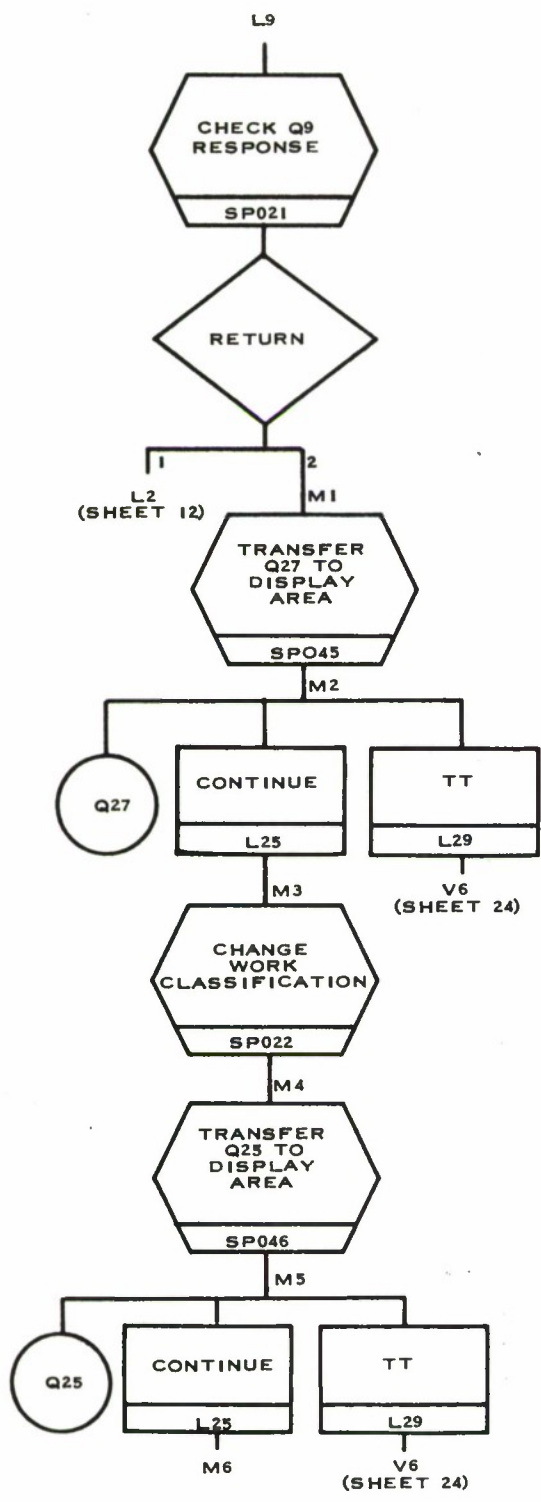 L9
CHECK Q9
RESPONSE
SP021
RETURN
1
2
L2
(SHEET 12)
M1
TRANSFER
Q27 TO
DISPLAY
AREA
SPO45
M2
Q27
CONTINUE
L25
TT
L29
V6
(SHEET 24)
M3
CHANGE
WORK
CLASSIFICATION
SP022
M4
TRANSFER
Q25 TO
DISPLAY
AREA
SP046
M5
Q25
CONTINUE
L25
M6
TT
L29
V6
(SHEET 24)